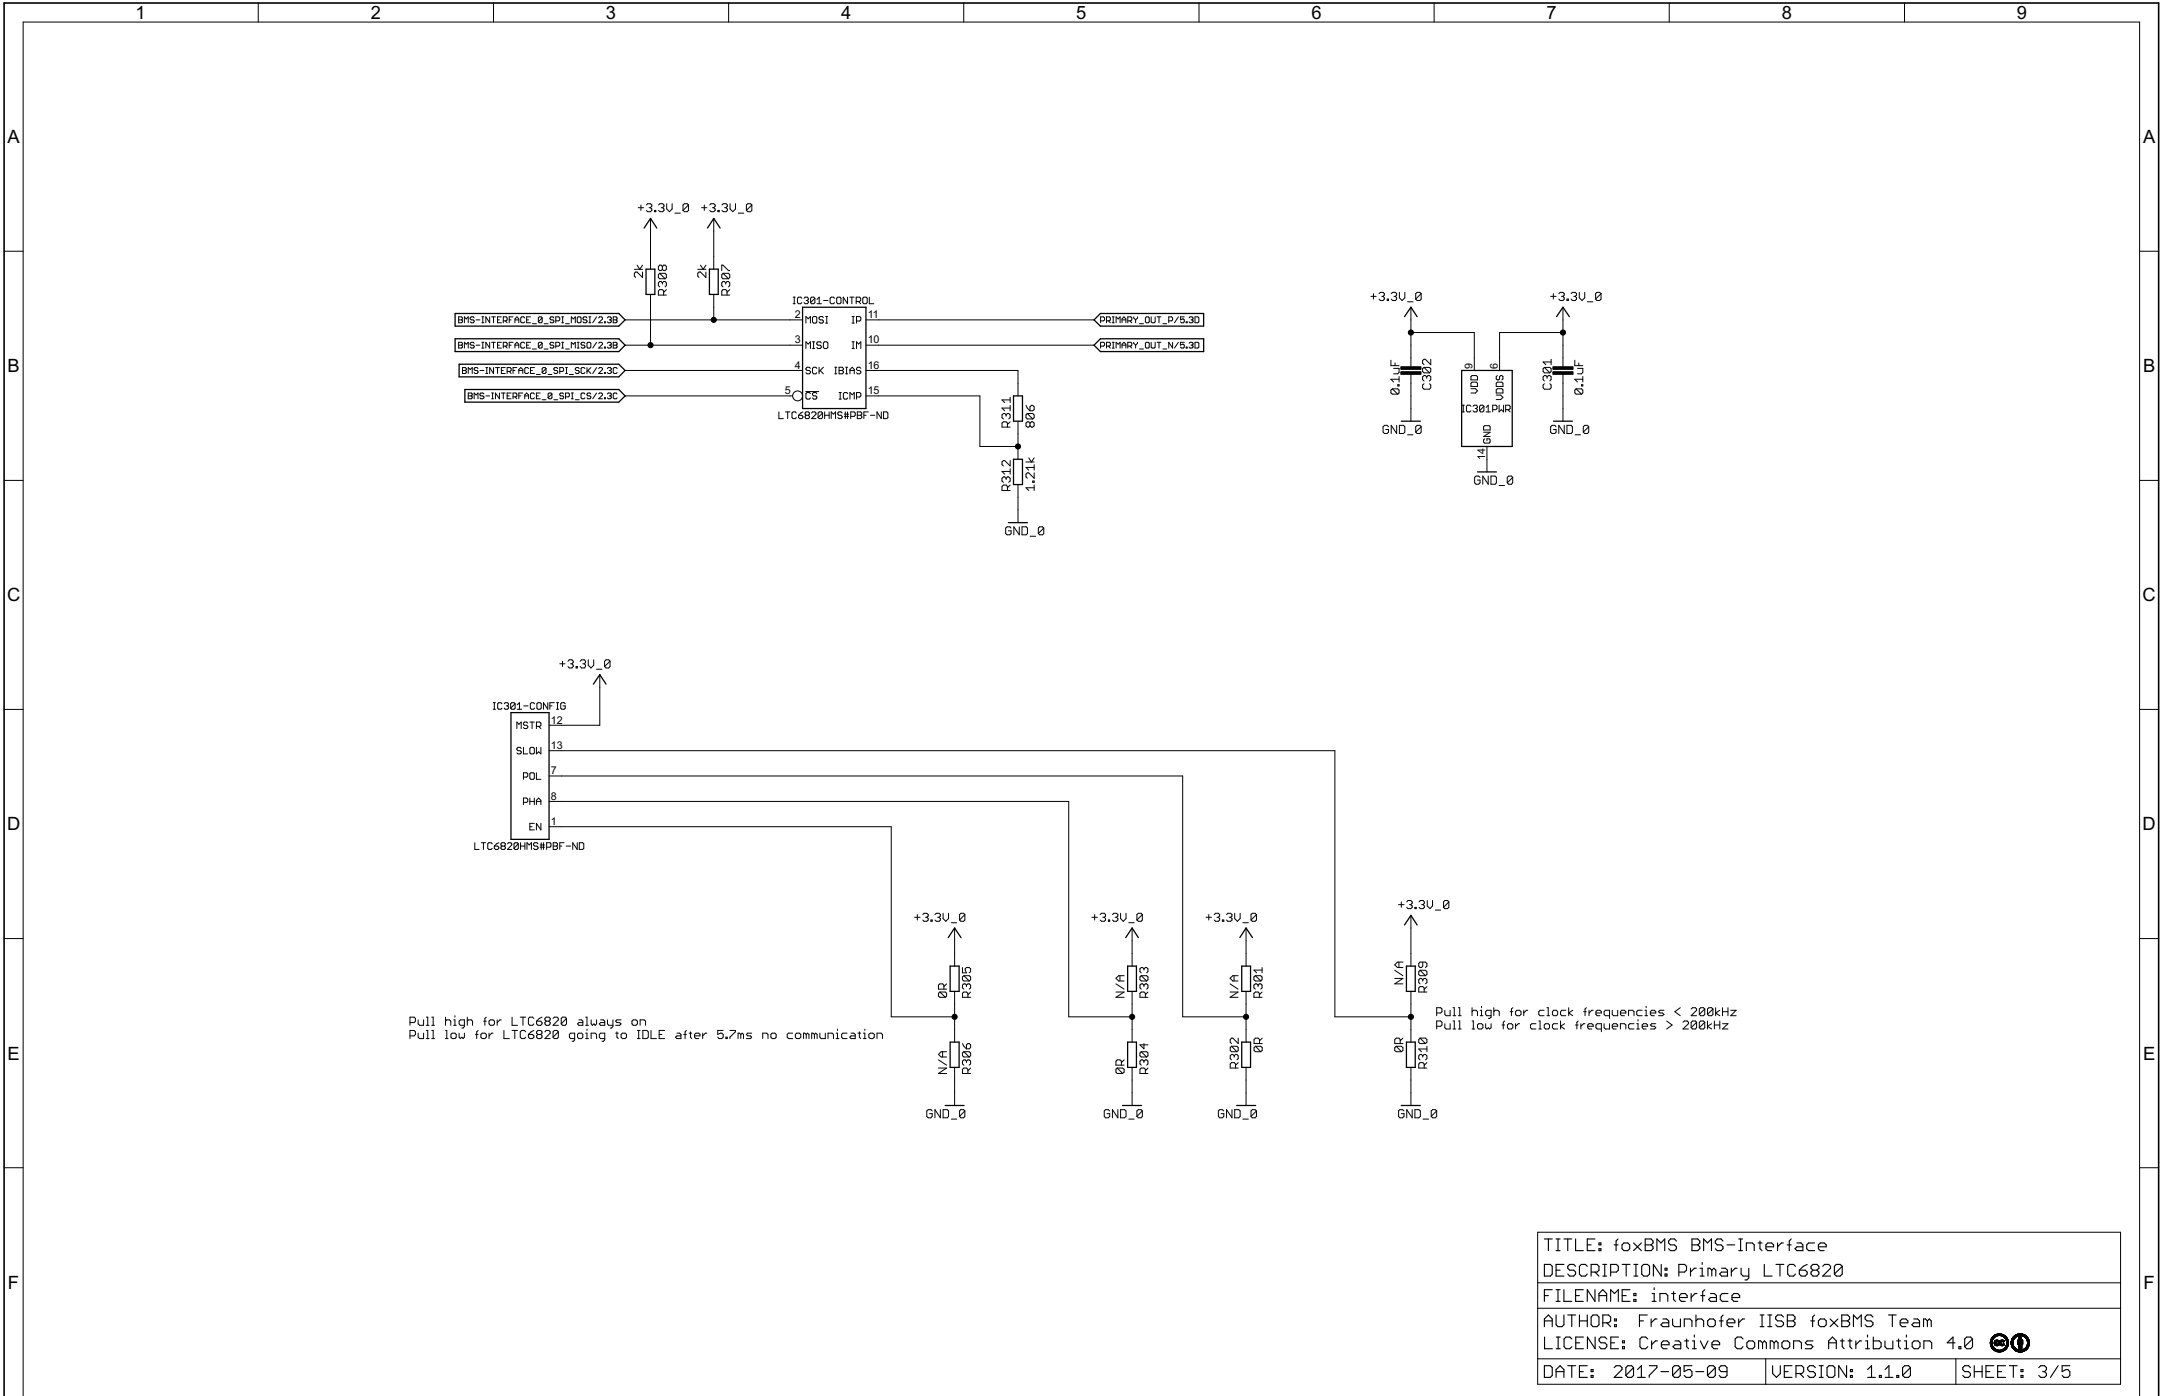 1 2 3 4 5 6 7 8 9
A A
B B
C C
D D
E E
F F
+3.3V_0 +3.3V_0
2k R308 2k R307
IC301-CONTROL
BMS-INTERFACE_0_SPI_MOSI/2.3B 2 MOSI IP 11 PRIMARY_OUT_P/5.3D
BMS-INTERFACE_0_SPI_MISO/2.3B 3 MISO IM 10 PRIMARY_OUT_N/5.3D
BMS-INTERFACE_0_SPI_SCK/2.3C 4 SCK IBIAS 16
BMS-INTERFACE_0_SPI_CS/2.3C 5 CS ICMP 15
LTC6820HMS#PBF-ND
R311 806
R312 1.21k
GND_0
+3.3V_0 +3.3V_0
0.1uF C302
9 VDD 6 VDDS
C301 0.1uF
IC301PWR
GND 14
GND_0 GND_0
GND_0
+3.3V_0
IC301-CONFIG
MSTR 12
SLOW 13
POL 7
PHA 8
EN 1
LTC6820HMS#PBF-ND
+3.3V_0 +3.3V_0 +3.3V_0 +3.3V_0
0R R305 N/A R303 N/A R301 N/A R309
Pull high for LTC6820 always on
Pull low for LTC6820 going to IDLE after 5.7ms no communication
Pull high for clock frequencies < 200kHz
Pull low for clock frequencies > 200kHz
N/A R306 0R R304 R302 0R 0R R310
GND_0 GND_0 GND_0 GND_0
TITLE: foxBMS BMS-Interface
DESCRIPTION: Primary LTC6820
FILENAME: interface
AUTHOR: Fraunhofer IISB foxBMS Team
LICENSE: Creative Commons Attribution 4.0
DATE: 2017-05-09 VERSION: 1.1.0 SHEET: 3/5